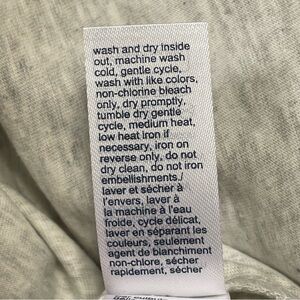 wash and dry inside
out, machine wash
cold, gentle cycle,
wash with like colors,
non-chlorine bleach
only, dry promptly,
tumble dry gentle
cycle, medium heat,
low heat iron if
necessary, iron on
reverse only, do not
dry clean, do not iron
embellishments./
laver et sécher à
l'envers, laver à
la machine à l'eau
froide, cycle délicat,
laver en séparant les
couleurs, seulement
agent de blanchiment
non-chlore, sécher
rapidement, sécher